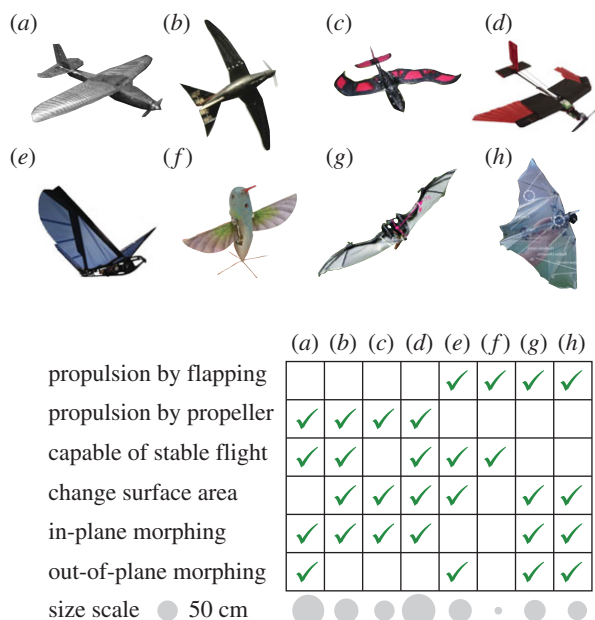 (a) (b) (c) (d)
(e) (f) (g) (h)
(a) (b) (c) (d) (e) (f) (g) (h)
propulsion by flapping ✓ ✓ ✓ ✓
propulsion by propeller ✓ ✓ ✓ ✓
capable of stable flight ✓ ✓ ✓ ✓ ✓
change surface area ✓ ✓ ✓ ✓ ✓ ✓
in-plane morphing ✓ ✓ ✓ ✓ ✓ ✓
out-of-plane morphing ✓ ✓ ✓ ✓
size scale 50 cm